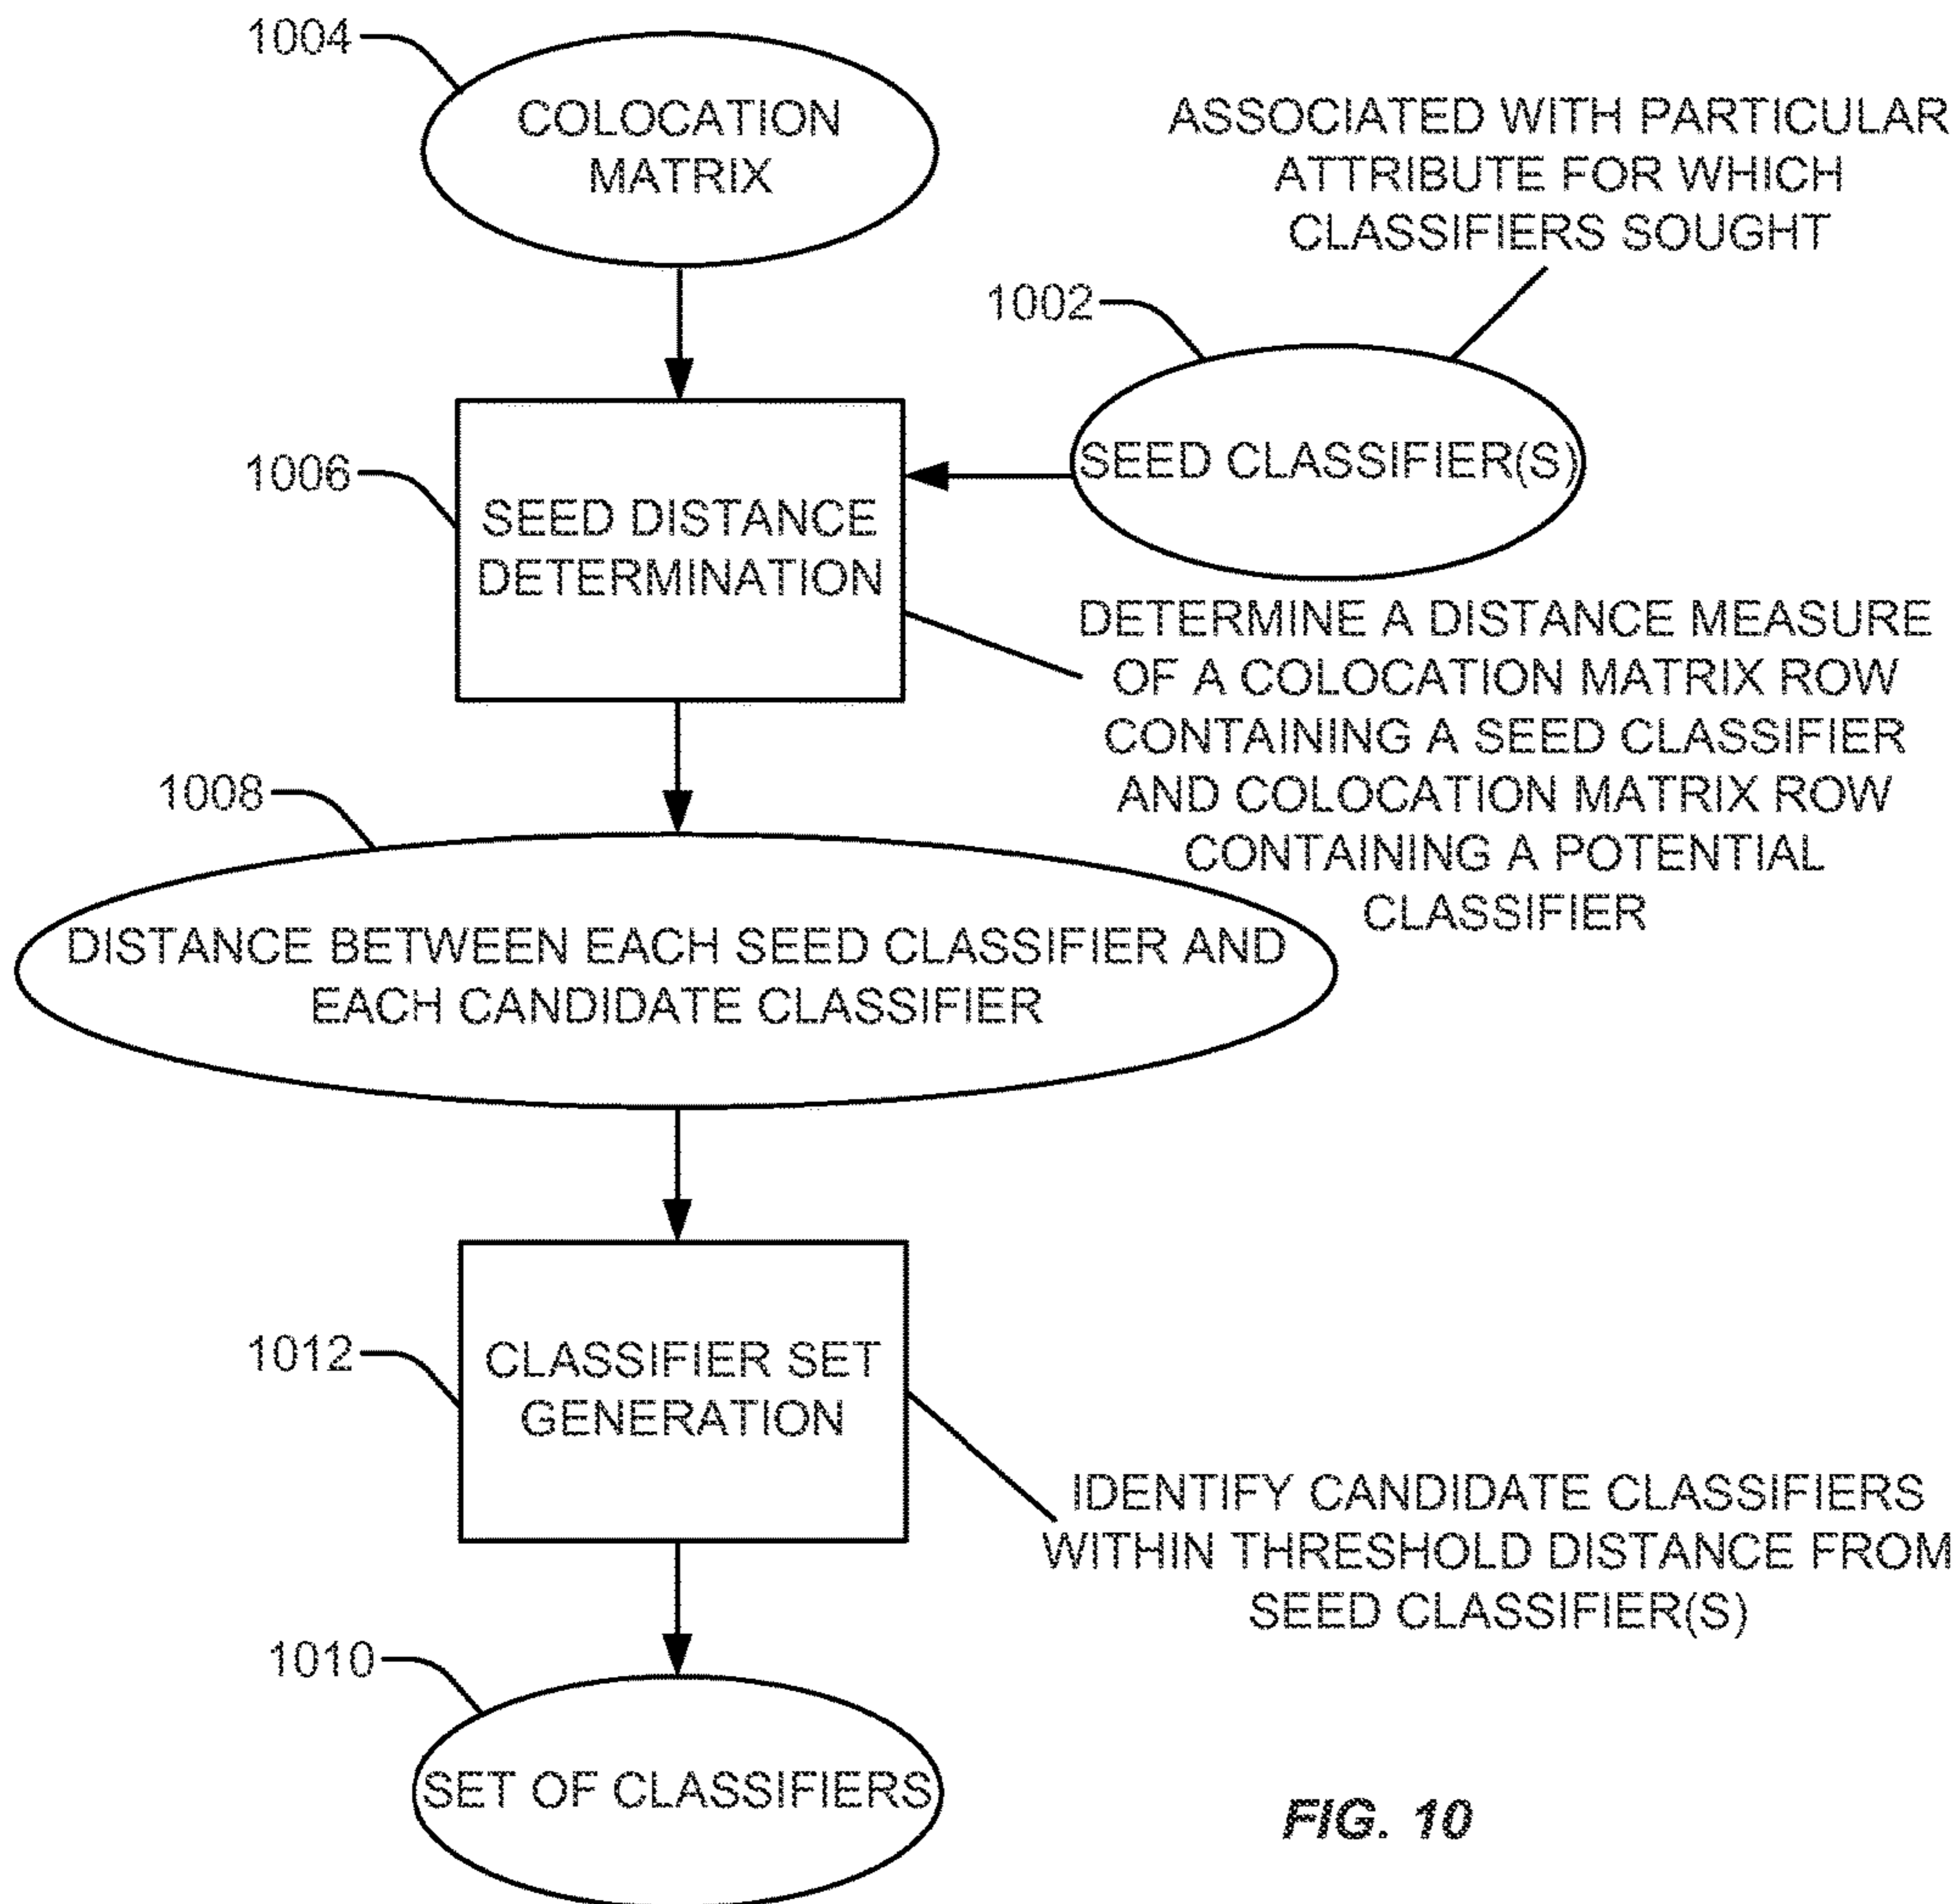 1004
COLOCATION
MATRIX
ASSOCIATED WITH PARTICULAR
ATTRIBUTE FOR WHICH
CLASSIFIERS SOUGHT
1002
SEED CLASSIFIER(S)
1006
SEED DISTANCE
DETERMINATION
DETERMINE A DISTANCE MEASURE
OF A COLOCATION MATRIX ROW
CONTAINING A SEED CLASSIFIER
AND COLOCATION MATRIX ROW
CONTAINING A POTENTIAL
CLASSIFIER
1008
DISTANCE BETWEEN EACH SEED CLASSIFIER AND
EACH CANDIDATE CLASSIFIER
1012
CLASSIFIER SET
GENERATION
IDENTIFY CANDIDATE CLASSIFIERS
WITHIN THRESHOLD DISTANCE FROM
SEED CLASSIFIER(S)
1010
SET OF CLASSIFIERS
FIG. 10